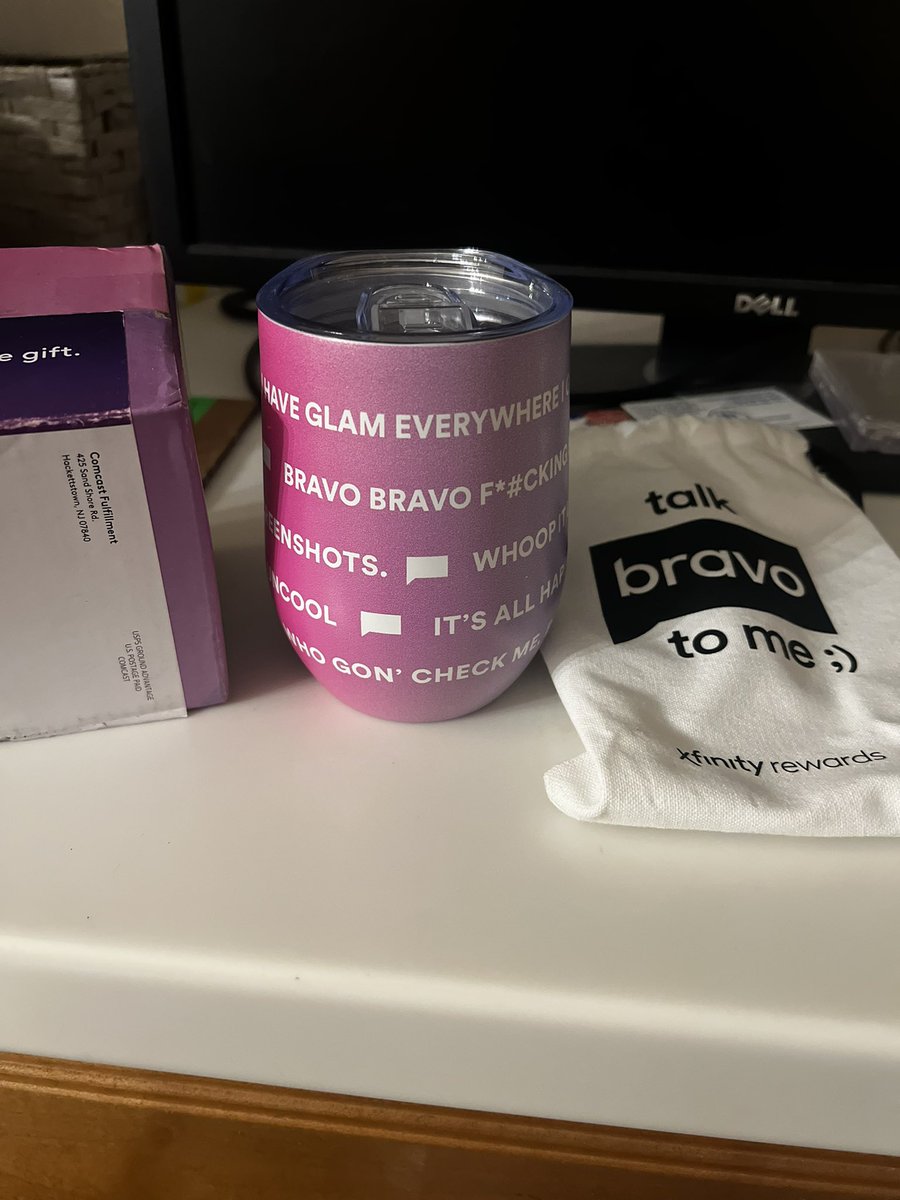 e gift.
Comcast Fulfillment
425 Sand Shore Rd.
Hackettstown, NJ 07840
USPS GROUND ADVANTAGE
U.S. POSTAGE PAID
COMCAST
HAVE GLAM EVERYWHERE I
BRAVO BRAVO F*#CKING
EENSHOTS. WHOOP IT
NCOOL IT'S ALL HAP
WHO GON' CHECK ME,
DELL
talk
bravo
to me ;)
xfinity rewards